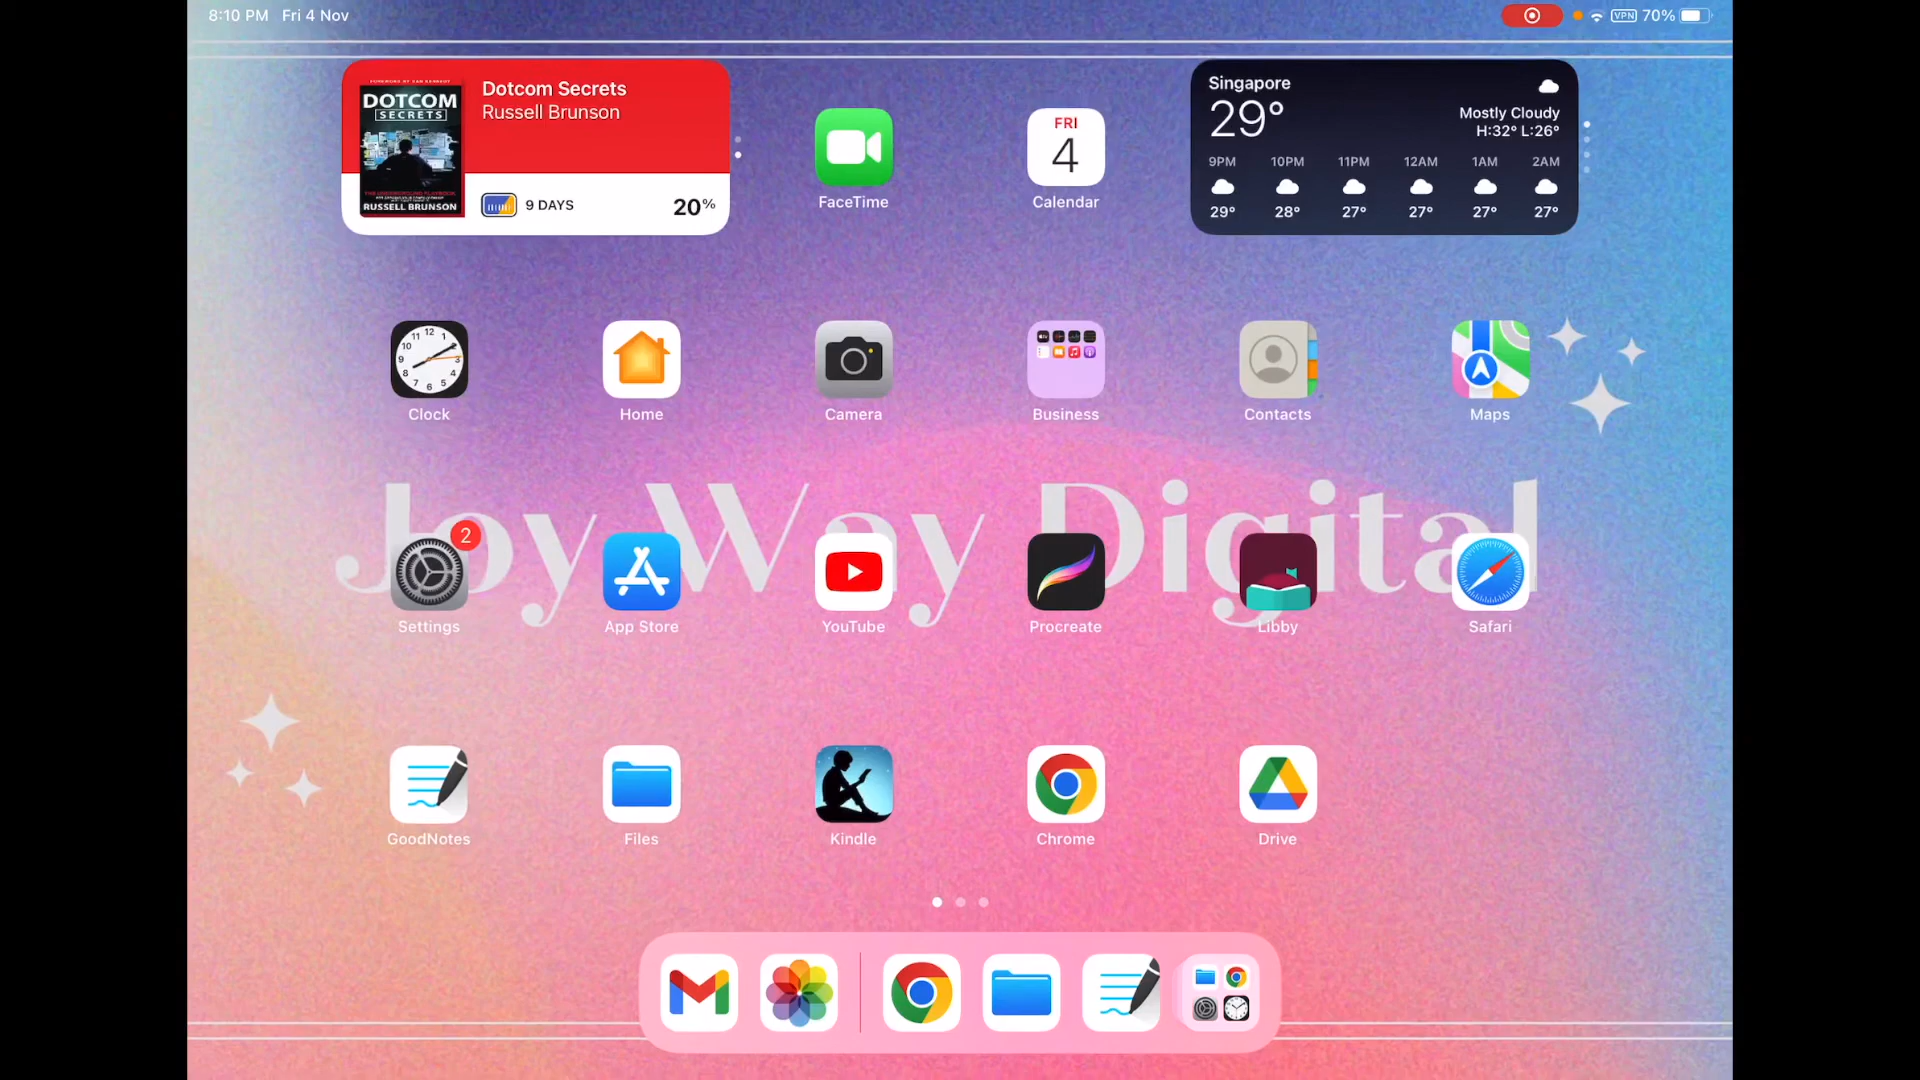 8:10 PM Fri 4 Nov
VPN 70%
DOTCOM
SECRETS
RUSSELL BRUNSON
Dotcom Secrets
Russell Brunson
9 DAYS
20%
FaceTime
FRI
4
Calendar
Singapore
29°
Mostly Cloudy
H:32° L:26°
9PM 10PM 11PM 12AM 1AM 2AM
29° 28° 27° 27° 27° 27°
Clock
Home
Camera
Business
Contacts
Maps
Joy Way Digital
2
Settings
App Store
YouTube
Procreate
Libby
Safari
GoodNotes
Files
Kindle
Chrome
Drive